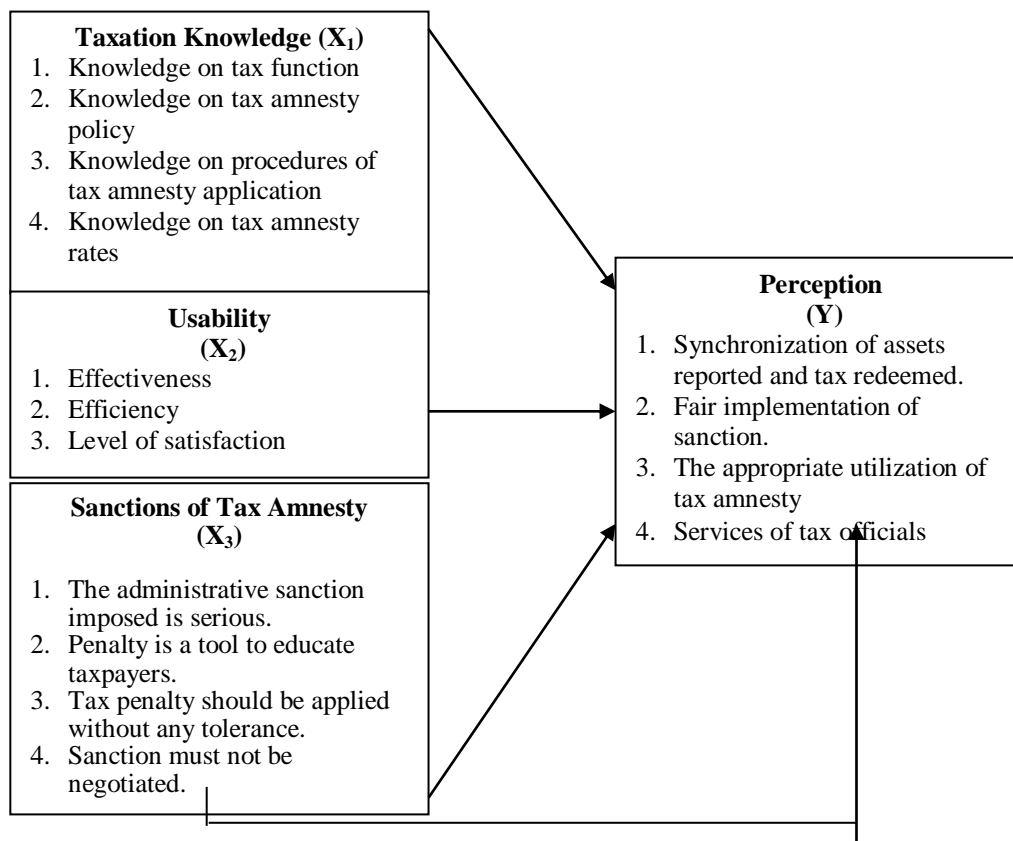 Taxation Knowledge (X₁)
1. Knowledge on tax function
2. Knowledge on tax amnesty
policy
3. Knowledge on procedures of
tax amnesty application
4. Knowledge on tax amnesty
rates
Usability
(X₂)
1. Effectiveness
2. Efficiency
3. Level of satisfaction
Sanctions of Tax Amnesty
(X₃)
1. The administrative sanction
imposed is serious.
2. Penalty is a tool to educate
taxpayers.
3. Tax penalty should be applied
without any tolerance.
4. Sanction must not be
negotiated.
Perception
(Y)
1. Synchronization of assets
reported and tax redeemed.
2. Fair implementation of
sanction.
3. The appropriate utilization of
tax amnesty
4. Services of tax officials